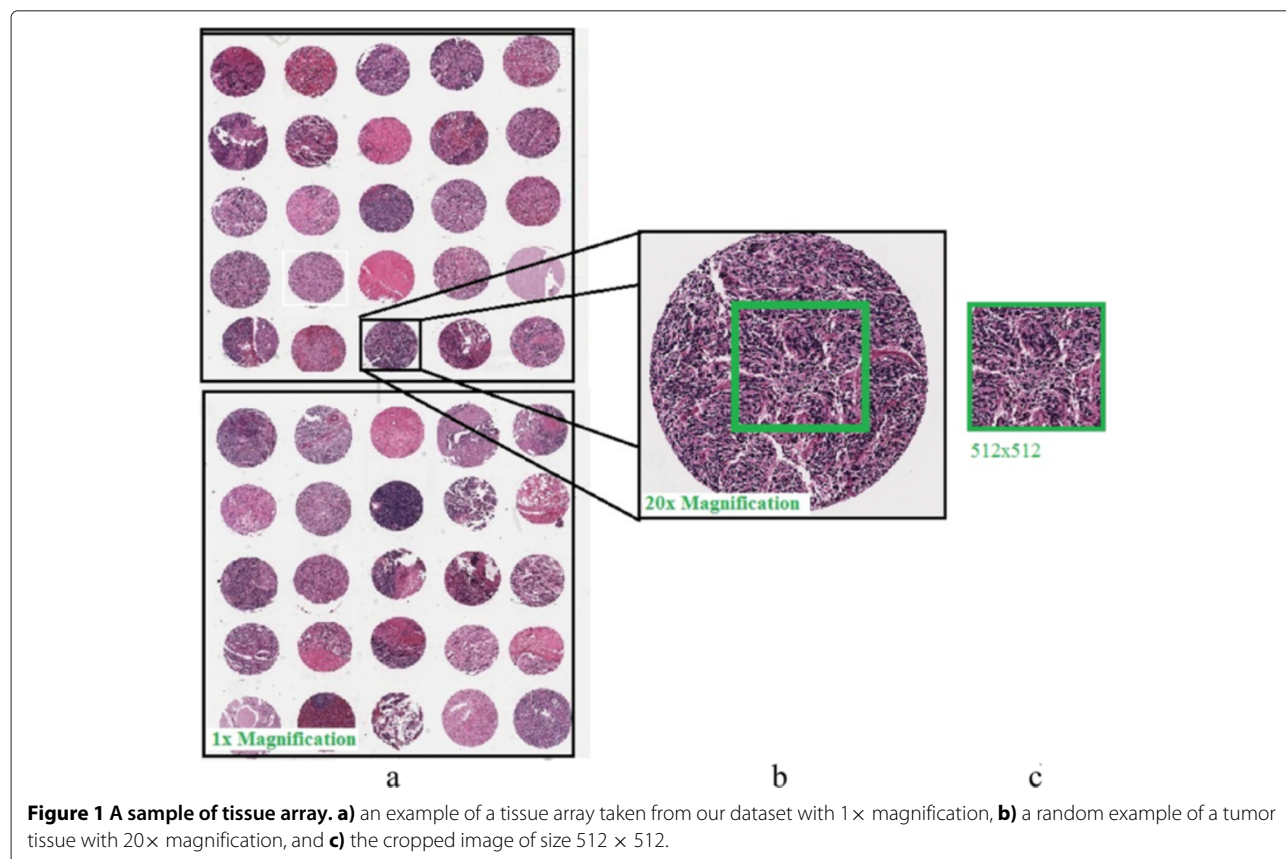 20x Magnification
512x512
1x Magnification
a
b
c
Figure 1 A sample of tissue array. a) an example of a tissue array taken from our dataset with 1× magnification, b) a random example of a tumor
tissue with 20× magnification, and c) the cropped image of size 512 × 512.